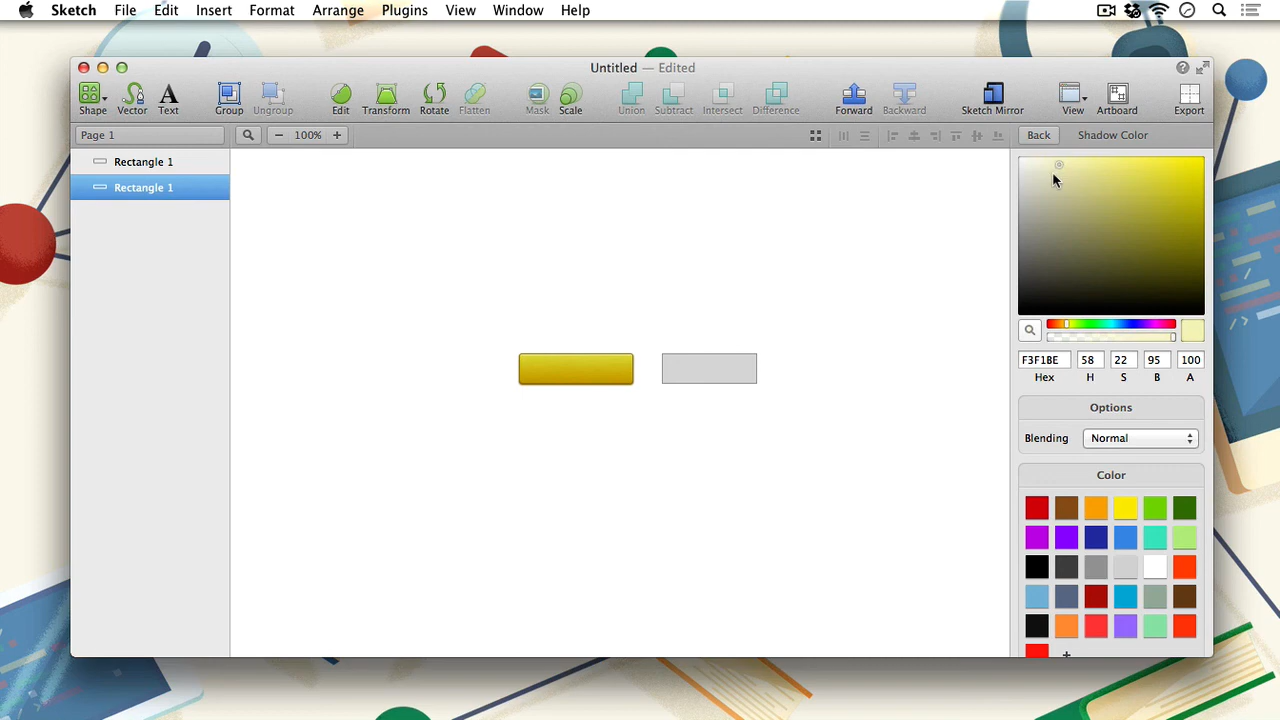 Sketch File Edit Insert Format Arrange Plugins View Window Help
Untitled — Edited
Shape Vector Text Group Ungroup Edit Transform Rotate Flatten Mask Scale Union Subtract Intersect Difference Forward Backward Sketch Mirror View Artboard Export
Page 1 − 100% + Back Shadow Color
Rectangle 1
Rectangle 1
F3F1BE 58 22 95 100
Hex H S B A
Options
Blending Normal
Color
+